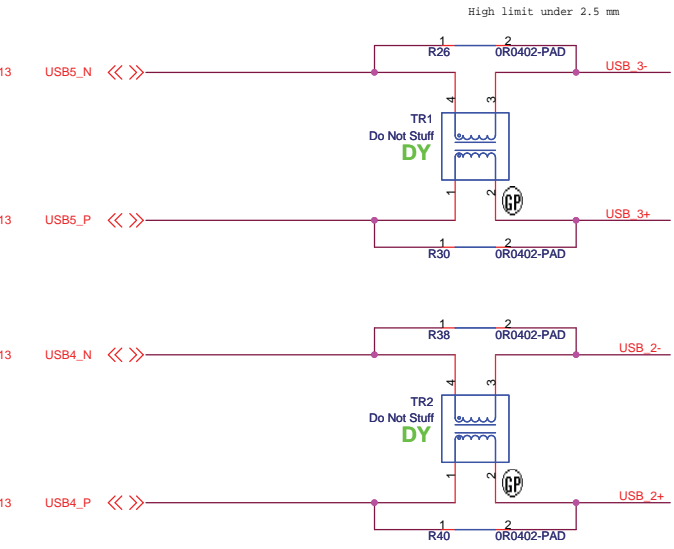 High limit under 2.5 mm
1 2
R26 0R0402-PAD
13 USB5_N USB_3-
4 3
TR1
Do Not Stuff
DY
1 2 GP
13 USB5_P USB_3+
1 2
R30 0R0402-PAD
1 2
R38 0R0402-PAD
13 USB4_N USB_2-
4 3
TR2
Do Not Stuff
DY
1 2 GP
13 USB4_P USB_2+
1 2
R40 0R0402-PAD